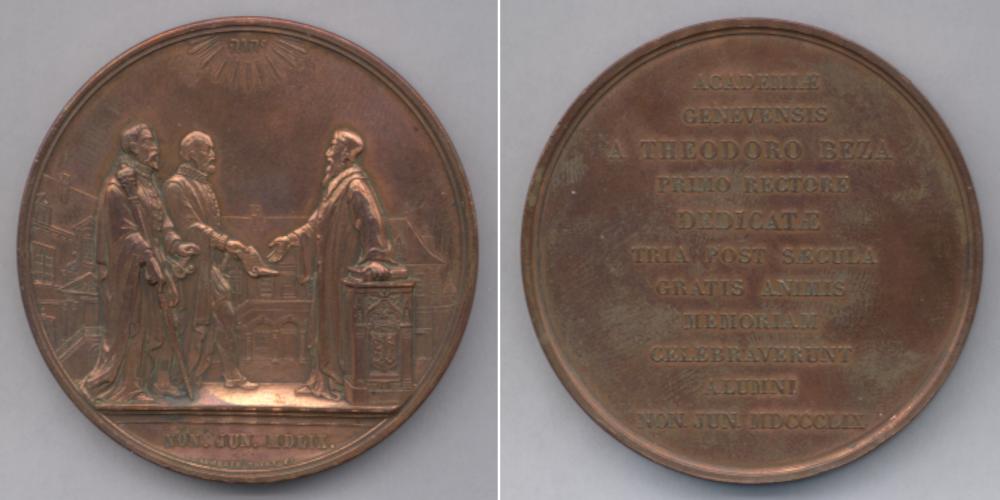 יהוה
NON. JUN. MDLIX.
ACADEMIÆ
GENEVENSIS
A THEODORO BEZA
PRIMO RECTORE
DEDICATÆ
TRIA POST SÆCULA
GRATIS ANIMIS
MEMORIAM
CELEBRAVERUNT
ALUMNI
NON. JUN. MDCCCLIX